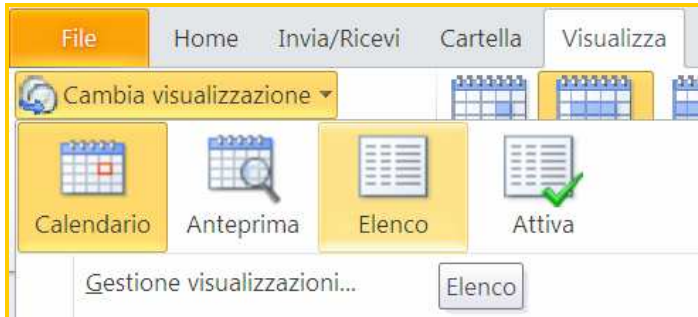 File Home Invia/Ricevi Cartella Visualizza
Cambia visualizzazione
Calendario Anteprima Elenco Attiva
Gestione visualizzazioni... Elenco